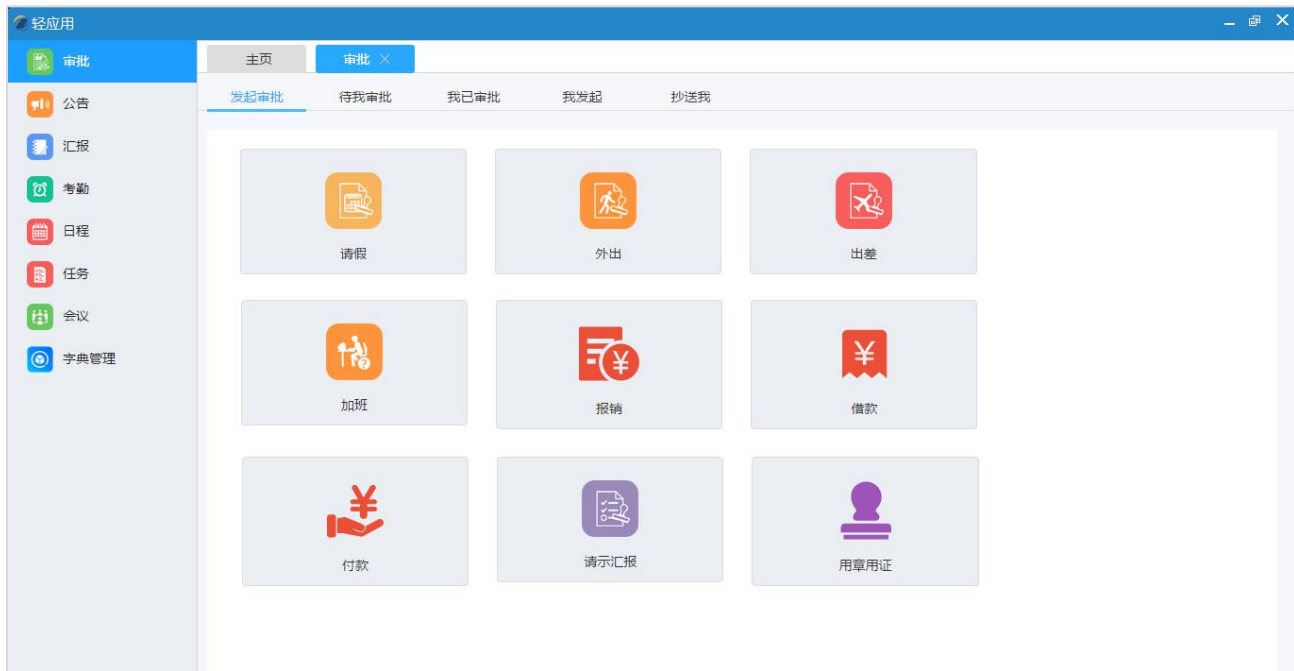 轻应用
审批
公告
汇报
考勤
日程
任务
会议
字典管理
主页 审批
发起审批 待我审批 我已审批 我发起 抄送我
请假 外出 出差
加班 报销 借款
付款 请示汇报 用章用证